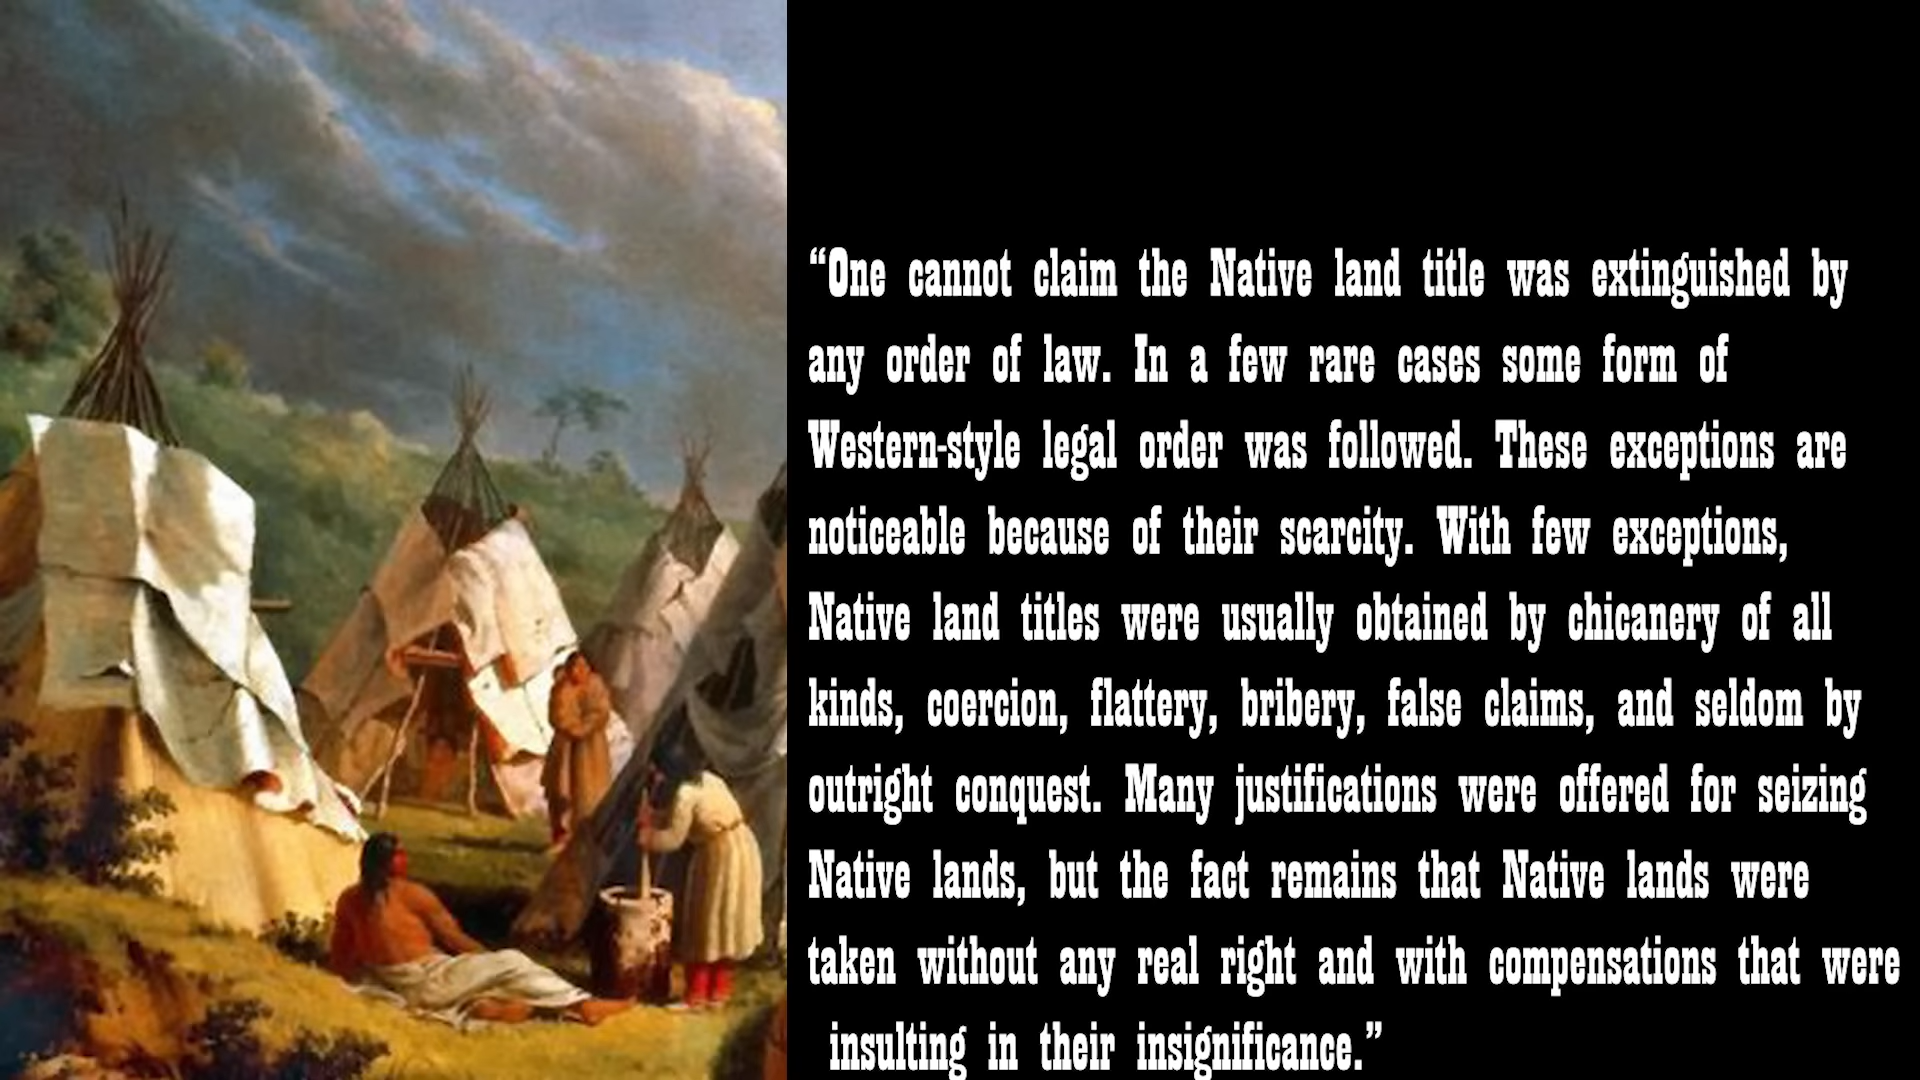 “One cannot claim the Native land title was extinguished by
any order of law. In a few rare cases some form of
Western-style legal order was followed. These exceptions are
noticeable because of their scarcity. With few exceptions,
Native land titles were usually obtained by chicanery of all
kinds, coercion, flattery, bribery, false claims, and seldom by
outright conquest. Many justifications were offered for seizing
Native lands, but the fact remains that Native lands were
taken without any real right and with compensations that were
insulting in their insignificance.”